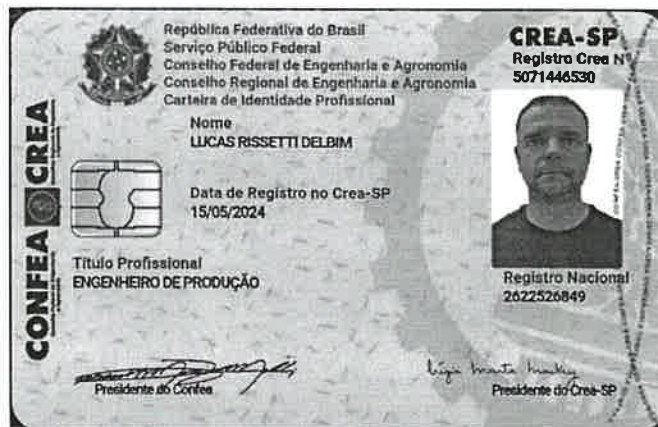 República Federativa do Brasil
Serviço Público Federal
Conselho Federal de Engenharia e Agronomia
Conselho Regional de Engenharia e Agronomia
Carteira de Identidade Profissional
CREA-SP
Registro Crea Nº
5071446530
Nome
LUCAS RISSETTI DELBIM
Data de Registro no Crea-SP
15/05/2024
Título Profissional
ENGENHEIRO DE PRODUÇÃO
Registro Nacional
2622526849
CONFEA CREA
Presidente do Confea
Presidente do Crea-SP